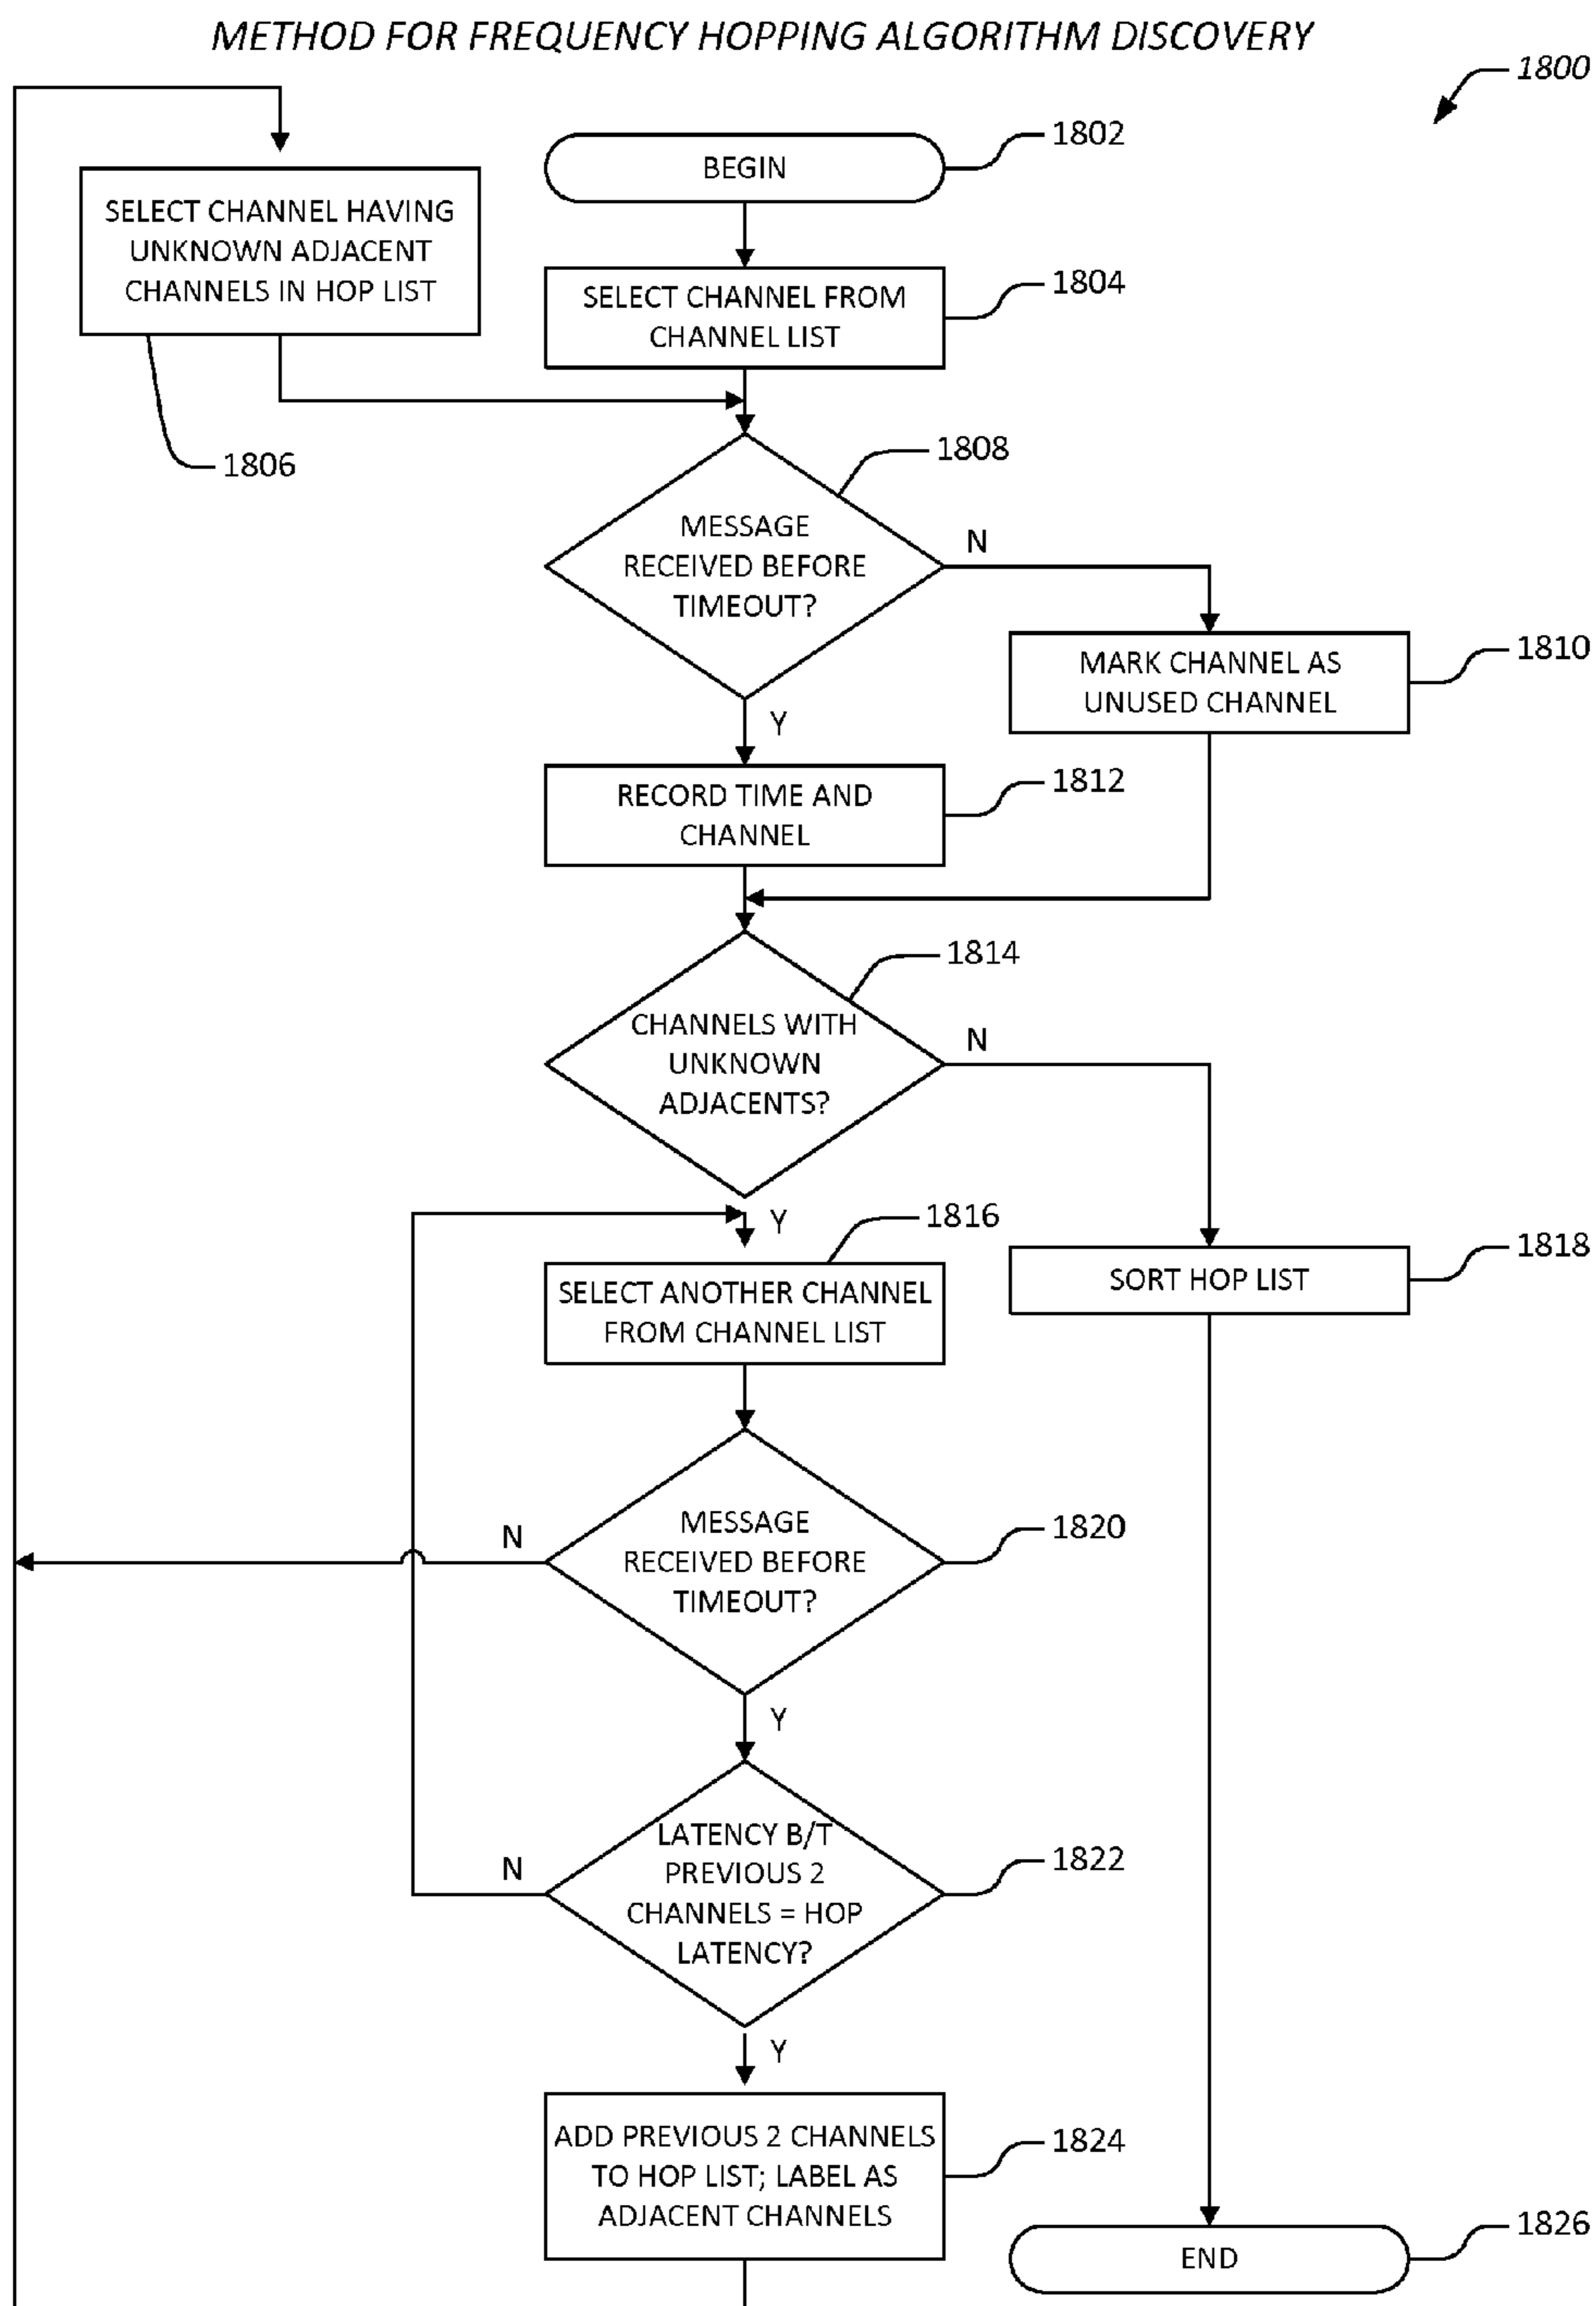 METHOD FOR FREQUENCY HOPPING ALGORITHM DISCOVERY
1800
BEGIN
1802
SELECT CHANNEL HAVING
UNKNOWN ADJACENT
CHANNELS IN HOP LIST
1806
SELECT CHANNEL FROM
CHANNEL LIST
1804
MESSAGE
RECEIVED BEFORE
TIMEOUT?
1808
N
Y
MARK CHANNEL AS
UNUSED CHANNEL
1810
RECORD TIME AND
CHANNEL
1812
CHANNELS WITH
UNKNOWN
ADJACENTS?
1814
N
Y
SELECT ANOTHER CHANNEL
FROM CHANNEL LIST
1816
SORT HOP LIST
1818
MESSAGE
RECEIVED BEFORE
TIMEOUT?
1820
N
Y
LATENCY B/T
PREVIOUS 2
CHANNELS = HOP
LATENCY?
1822
N
Y
ADD PREVIOUS 2 CHANNELS
TO HOP LIST; LABEL AS
ADJACENT CHANNELS
1824
END
1826